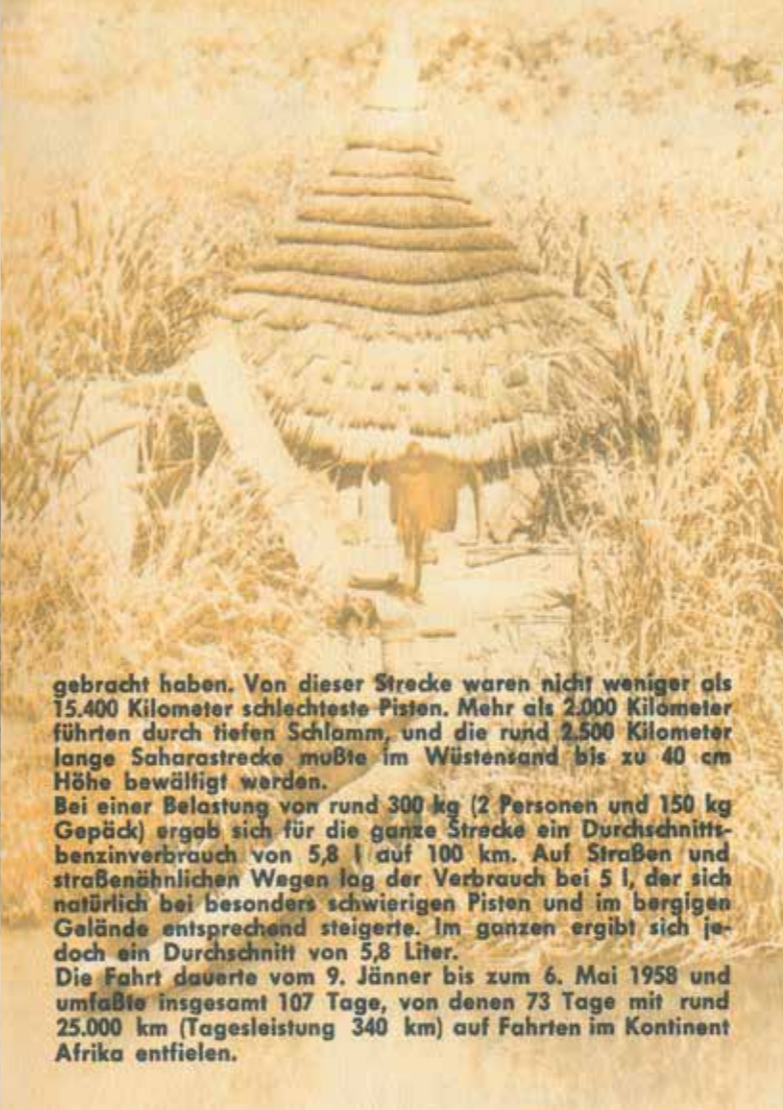 gebracht haben. Von dieser Strecke waren nicht weniger als
15.400 Kilometer schlechteste Pisten. Mehr als 2.000 Kilometer
führten durch tiefen Schlamm, und die rund 2.500 Kilometer
lange Saharastrecke mußte im Wüstensand bis zu 40 cm
Höhe bewältigt werden.
Bei einer Belastung von rund 300 kg (2 Personen und 150 kg
Gepäck) ergab sich für die ganze Strecke ein Durchschnitts-
benzinverbrauch von 5,8 l auf 100 km. Auf Straßen und
straßenähnlichen Wegen lag der Verbrauch bei 5 l, der sich
natürlich bei besonders schwierigen Pisten und im bergigen
Gelände entsprechend steigerte. Im ganzen ergibt sich je-
doch ein Durchschnitt von 5,8 Liter.
Die Fahrt dauerte vom 9. Jänner bis zum 6. Mai 1958 und
umfaßte insgesamt 107 Tage, von denen 73 Tage mit rund
25.000 km (Tagesleistung 340 km) auf Fahrten im Kontinent
Afrika entfielen.